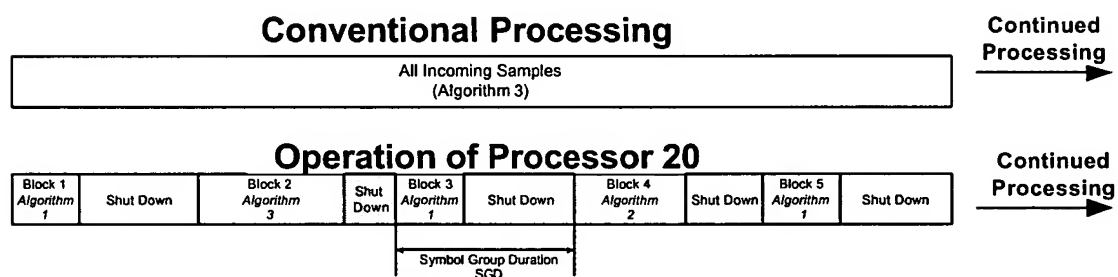 Conventional Processing
Continued
Processing
All Incoming Samples
(Algorithm 3)
Operation of Processor 20
Continued
Processing
Block 1
Algorithm
1
Shut Down
Block 2
Algorithm
3
Shut
Down
Block 3
Algorithm
1
Shut Down
Block 4
Algorithm
2
Shut Down
Block 5
Algorithm
1
Shut Down
Symbol Group Duration
SGD